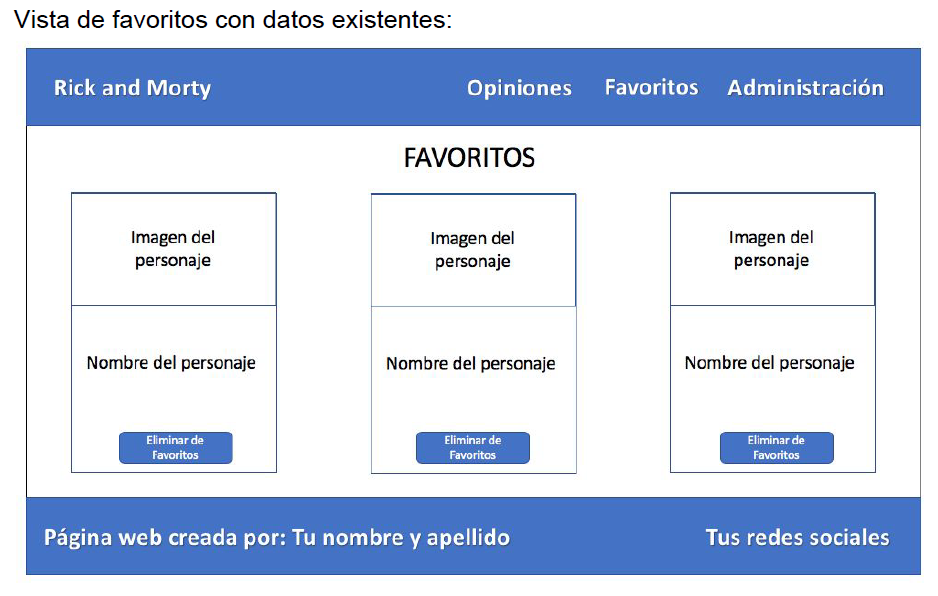 Vista de favoritos con datos existentes:
Rick and Morty
Opiniones
Favoritos
Administración
FAVORITOS
Imagen del
personaje
Nombre del personaje
Eliminar de
Favoritos
Imagen del
personaje
Nombre del personaje
Eliminar de
Favoritos
Imagen del
personaje
Nombre del personaje
Eliminar de
Favoritos
Página web creada por: Tu nombre y apellido
Tus redes sociales